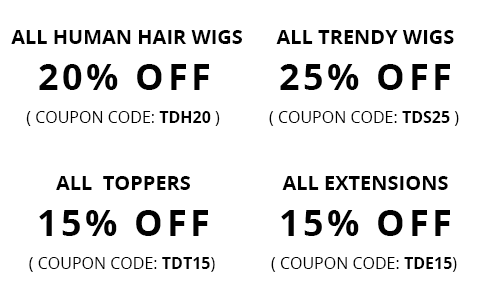 ALL HUMAN HAIR WIGS
20% OFF
( COUPON CODE: TDH20 )
ALL TRENDY WIGS
25% OFF
( COUPON CODE: TDS25 )
ALL  TOPPERS
15% OFF
( COUPON CODE: TDT15)
ALL EXTENSIONS
15% OFF
( COUPON CODE: TDE15)